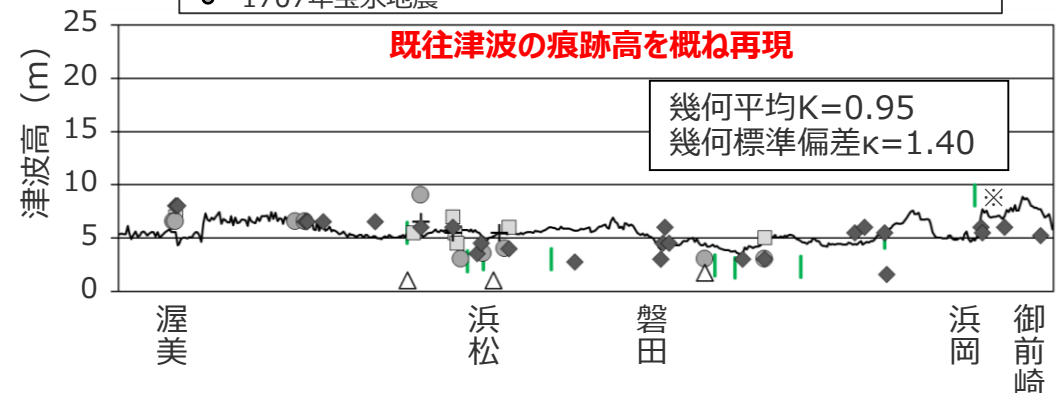 1707年宝永地震
既往津波の痕跡高を概ね再現
幾何平均K=0.95
幾何標準偏差κ=1.40
津波高（m）
25
20
15
10
5
0
※
渥美
浜松
磐田
浜岡
御前崎